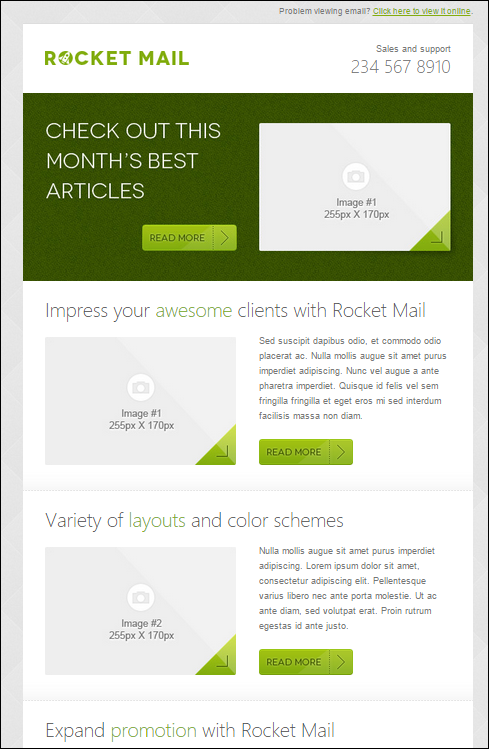 Problem viewing email? Click here to view it online.
ROCKET MAIL
Sales and support
234 567 8910
CHECK OUT THIS
MONTH'S BEST
ARTICLES
READ MORE
Image #1
255px X 170px
Impress your awesome clients with Rocket Mail
Image #1
255px X 170px
Sed suscipit dapibus odio, et commodo odio
placerat ac. Nulla mollis augue sit amet purus
imperdiet adipiscing. Nunc vel augue a ante
pharetra imperdiet. Quisque id felis vel sem
fringilla fringilla et eget eros mi sed interdum
facilisis massa non diam.
READ MORE
Variety of layouts and color schemes
Image #2
255px X 170px
Nulla mollis augue sit amet purus imperdiet
adipiscing. Lorem ipsum dolor sit amet,
consectetur adipiscing elit. Pellentesque
varius libero nec ante porta molestie. Ut ac
ante diam, sed volutpat erat. Proin rutrum
egestas id ante justo.
READ MORE
Expand promotion with Rocket Mail